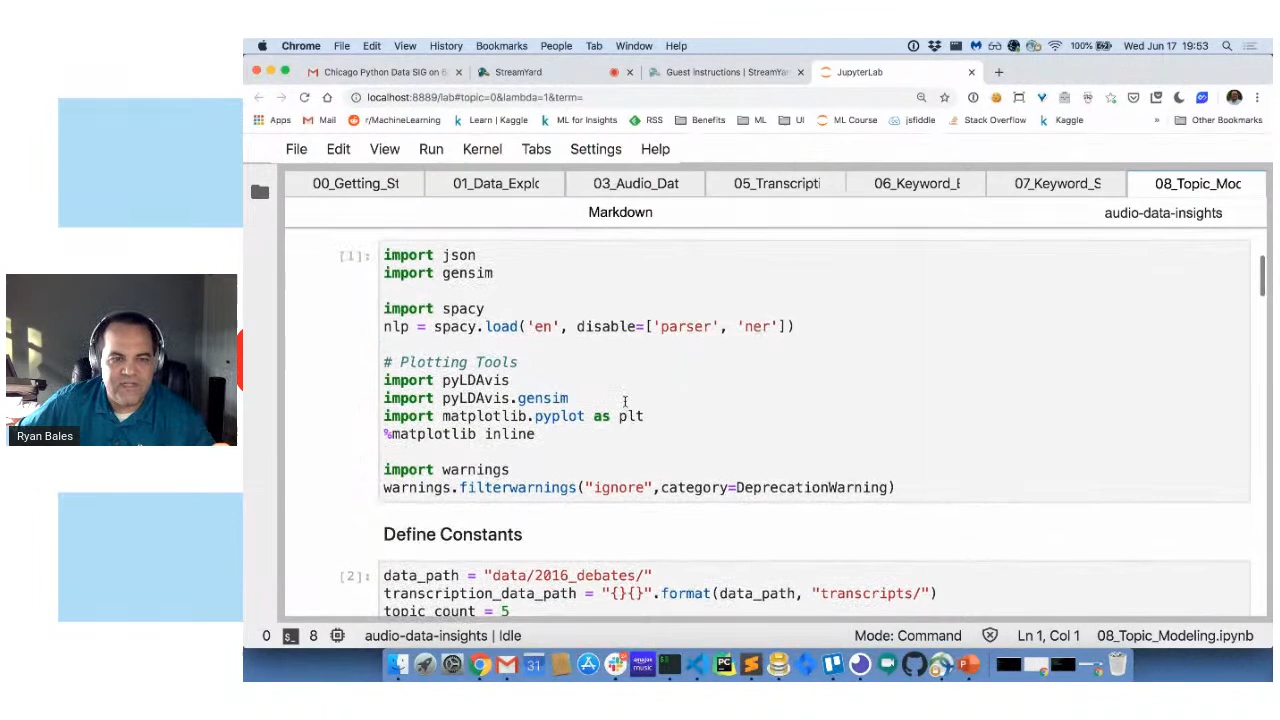 Chrome File Edit View History Bookmarks People Tab Window Help 100% Wed Jun 17 19:53
Chicago Python Data SIG on 6 StreamYard Guest Instructions | StreamYar JupyterLab
localhost:8889/lab#topic=0&lambda=1&term=
Apps Mail r/MachineLearning Learn | Kaggle ML for Insights RSS Benefits ML UI ML Course jsfiddle Stack Overflow Kaggle » Other Bookmarks
File Edit View Run Kernel Tabs Settings Help
00_Getting_St 01_Data_Explc 03_Audio_Dat 05_Transcripti 06_Keyword_E 07_Keyword_S 08_Topic_Moc
Markdown audio-data-insights
[1]: import json
import gensim
import spacy
nlp = spacy.load('en', disable=['parser', 'ner'])
# Plotting Tools
import pyLDAvis
import pyLDAvis.gensim
import matplotlib.pyplot as plt
%matplotlib inline
import warnings
warnings.filterwarnings("ignore",category=DeprecationWarning)
Define Constants
[2]: data_path = "data/2016_debates/"
transcription_data_path = "{}{}".format(data_path, "transcripts/")
topic_count = 5
0 8 audio-data-insights | Idle Mode: Command Ln 1, Col 1 08_Topic_Modeling.ipynb
Ryan Bales